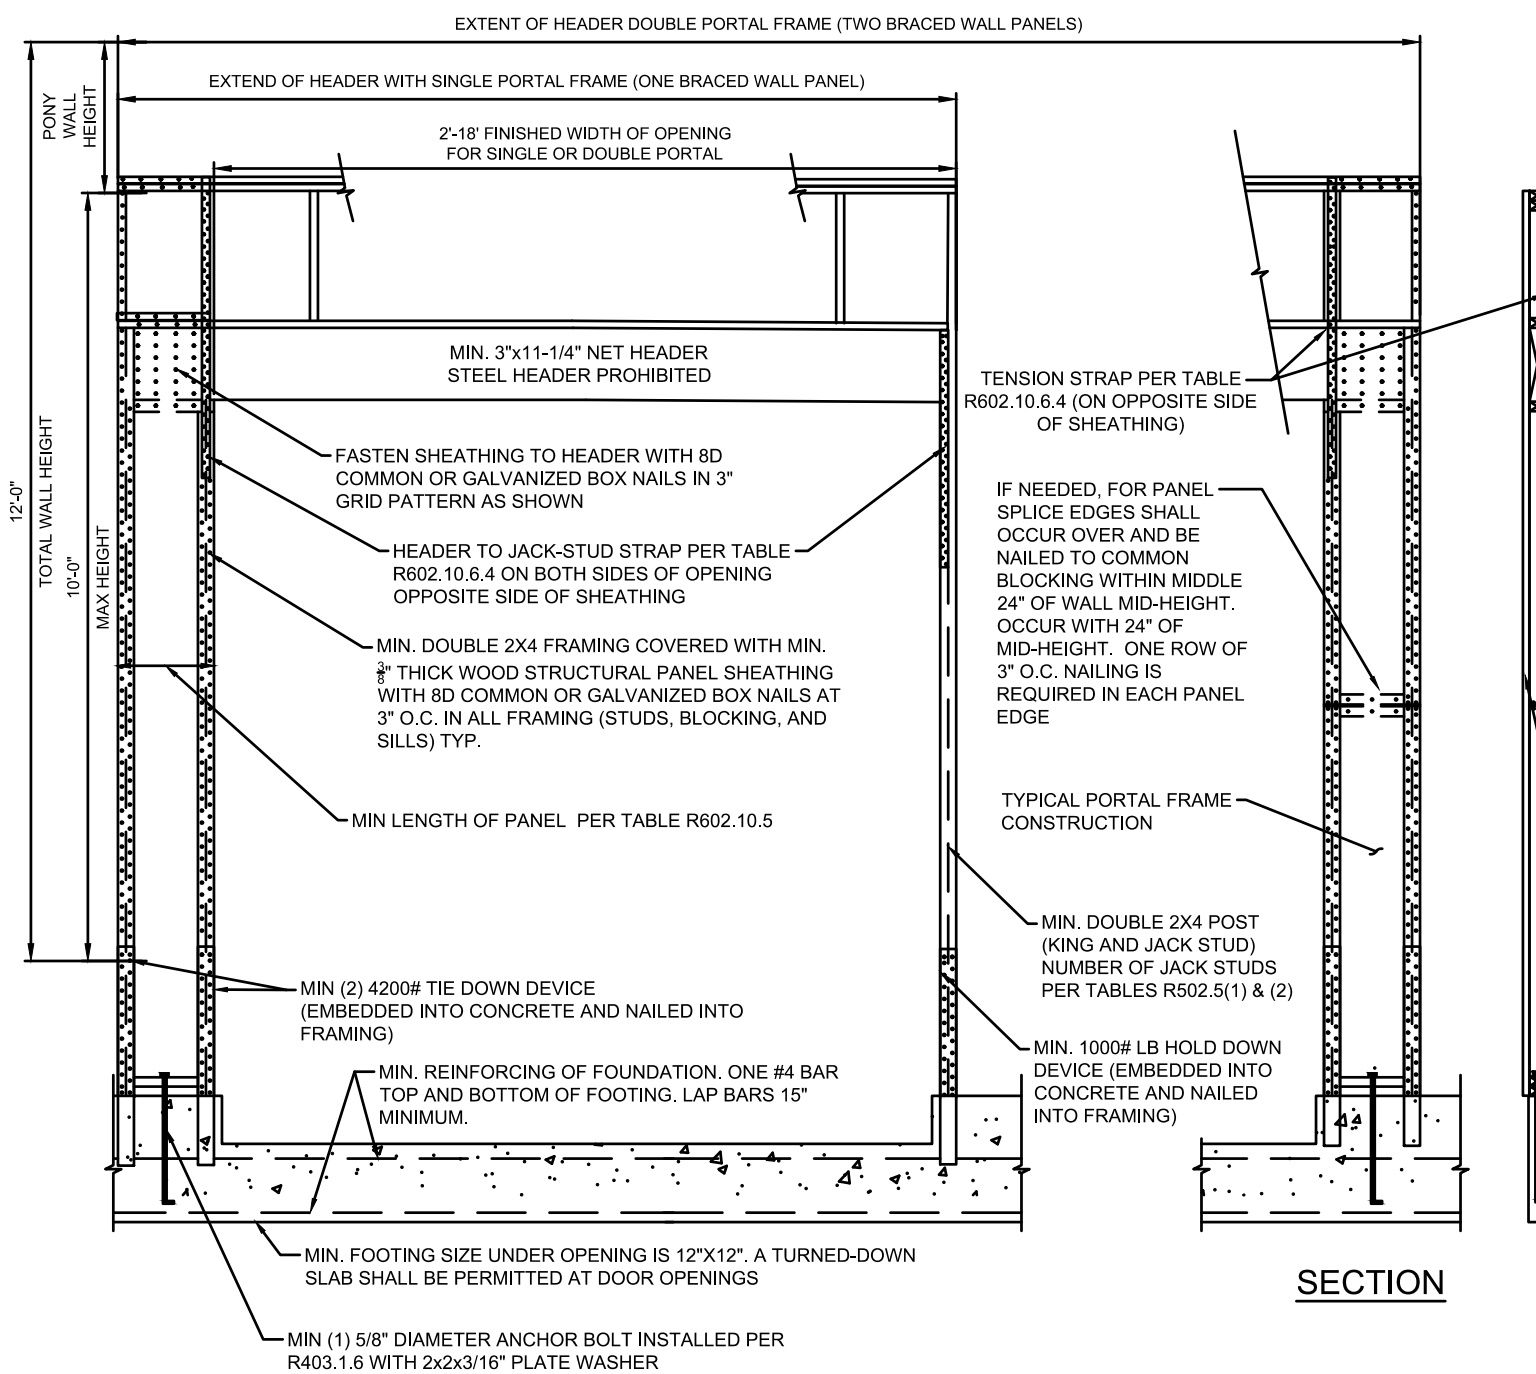 EXTENT OF HEADER DOUBLE PORTAL FRAME (TWO BRACED WALL PANELS)
EXTEND OF HEADER WITH SINGLE PORTAL FRAME (ONE BRACED WALL PANEL)
PONY
WALL
HEIGHT
2'-18' FINISHED WIDTH OF OPENING
FOR SINGLE OR DOUBLE PORTAL
12'-0"
TOTAL WALL HEIGHT
10'-0"
MAX HEIGHT
MIN. 3"x11-1/4" NET HEADER
STEEL HEADER PROHIBITED
FASTEN SHEATHING TO HEADER WITH 8D
COMMON OR GALVANIZED BOX NAILS IN 3"
GRID PATTERN AS SHOWN
HEADER TO JACK-STUD STRAP PER TABLE
R602.10.6.4 ON BOTH SIDES OF OPENING
OPPOSITE SIDE OF SHEATHING
MIN. DOUBLE 2X4 FRAMING COVERED WITH MIN.
3/8" THICK WOOD STRUCTURAL PANEL SHEATHING
WITH 8D COMMON OR GALVANIZED BOX NAILS AT
3" O.C. IN ALL FRAMING (STUDS, BLOCKING, AND
SILLS) TYP.
MIN LENGTH OF PANEL PER TABLE R602.10.5
MIN (2) 4200# TIE DOWN DEVICE
(EMBEDDED INTO CONCRETE AND NAILED INTO
FRAMING)
MIN. REINFORCING OF FOUNDATION. ONE #4 BAR
TOP AND BOTTOM OF FOOTING. LAP BARS 15"
MINIMUM.
MIN. FOOTING SIZE UNDER OPENING IS 12"X12". A TURNED-DOWN
SLAB SHALL BE PERMITTED AT DOOR OPENINGS
MIN (1) 5/8" DIAMETER ANCHOR BOLT INSTALLED PER
R403.1.6 WITH 2x2x3/16" PLATE WASHER
TENSION STRAP PER TABLE
R602.10.6.4 (ON OPPOSITE SIDE
OF SHEATHING)
IF NEEDED, FOR PANEL
SPLICE EDGES SHALL
OCCUR OVER AND BE
NAILED TO COMMON
BLOCKING WITHIN MIDDLE
24" OF WALL MID-HEIGHT.
OCCUR WITH 24" OF
MID-HEIGHT. ONE ROW OF
3" O.C. NAILING IS
REQUIRED IN EACH PANEL
EDGE
TYPICAL PORTAL FRAME
CONSTRUCTION
MIN. DOUBLE 2X4 POST
(KING AND JACK STUD)
NUMBER OF JACK STUDS
PER TABLES R502.5(1) & (2)
MIN. 1000# LB HOLD DOWN
DEVICE (EMBEDDED INTO
CONCRETE AND NAILED
INTO FRAMING)
SECTION